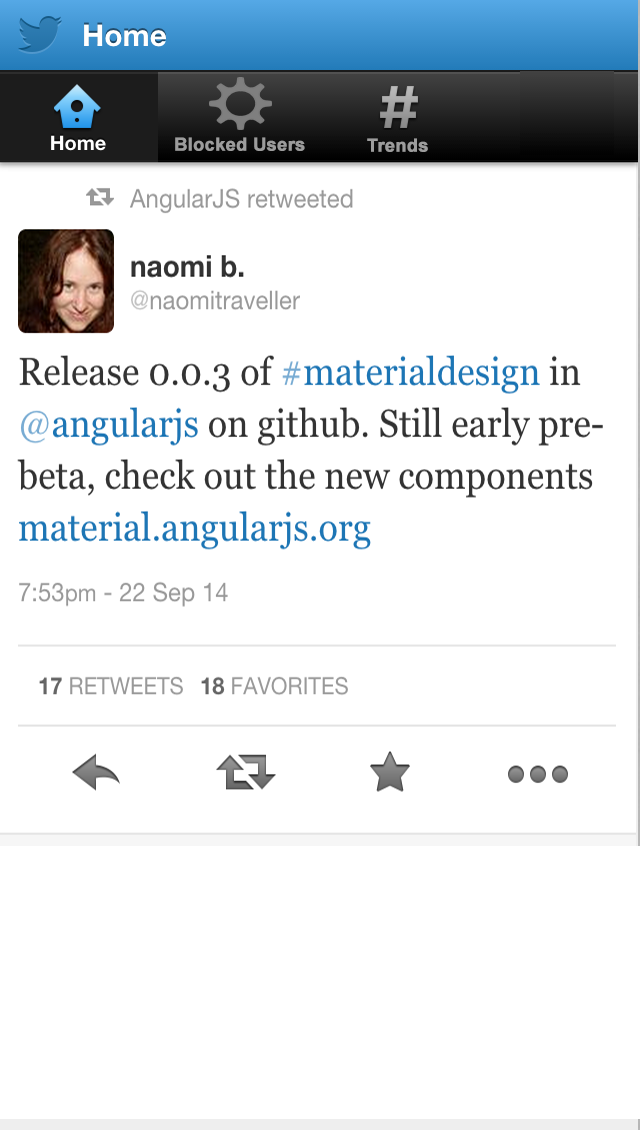 Home
Home
Blocked Users
Trends
AngularJS retweeted
naomi b.
@naomitraveller
Release 0.0.3 of #materialdesign in
@angularjs on github. Still early pre-
beta, check out the new components
material.angularjs.org
7:53pm - 22 Sep 14
17 RETWEETS 18 FAVORITES